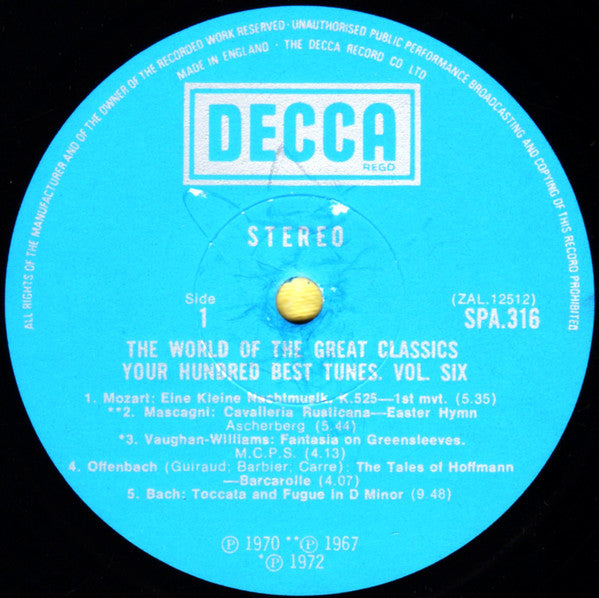 ALL RIGHTS OF THE MANUFACTURER AND OF THE OWNER OF THE RECORDED WORK RESERVED · UNAUTHORISED PUBLIC PERFORMANCE BROADCASTING AND COPYING OF THIS RECORD PROHIBITED
MADE IN ENGLAND · THE DECCA RECORD CO LTD
DECCA
REGD
STEREO
Side
1
(ZAL.12512)
SPA.316
THE WORLD OF THE GREAT CLASSICS
YOUR HUNDRED BEST TUNES. VOL. SIX
1. Mozart: Eine Kleine Nachtmusik, K.525—1st mvt. (5.35)
**2. Mascagni: Cavalleria Rusticana—Easter Hymn
Ascherberg (5.44)
*3. Vaughan-Williams: Fantasia on Greensleeves.
M.C.P.S. (4.13)
4. Offenbach (Guiraud; Barbier; Carre): The Tales of Hoffmann
—Barcarolle (4.07)
5. Bach: Toccata and Fugue in D Minor (9.48)
℗ 1970 **℗ 1967
*℗ 1972